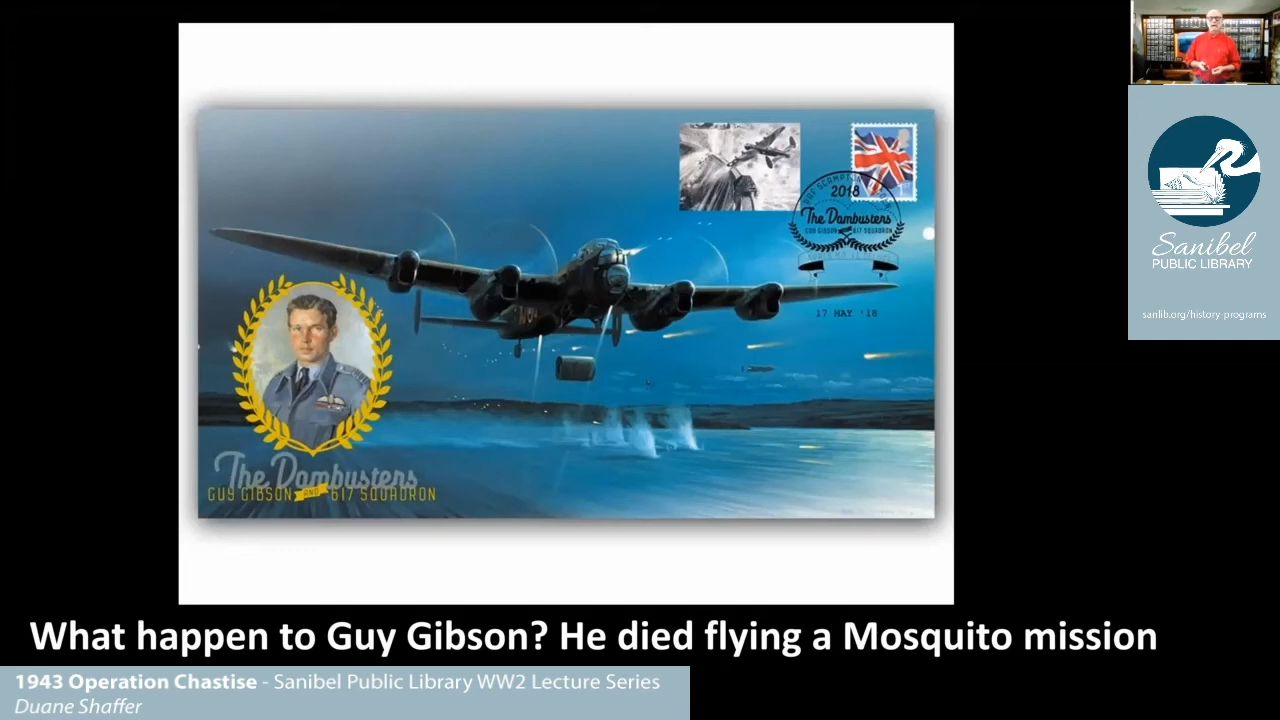 2018
The Dambusters
GUY GIBSON 617 SQUADRON
17 MAY '18
The Dambusters
GUY GIBSON AND 617 SQUADRON
Sanibel
PUBLIC LIBRARY
sanlib.org/history-programs
What happen to Guy Gibson? He died flying a Mosquito mission
1943 Operation Chastise - Sanibel Public Library WW2 Lecture Series
Duane Shaffer